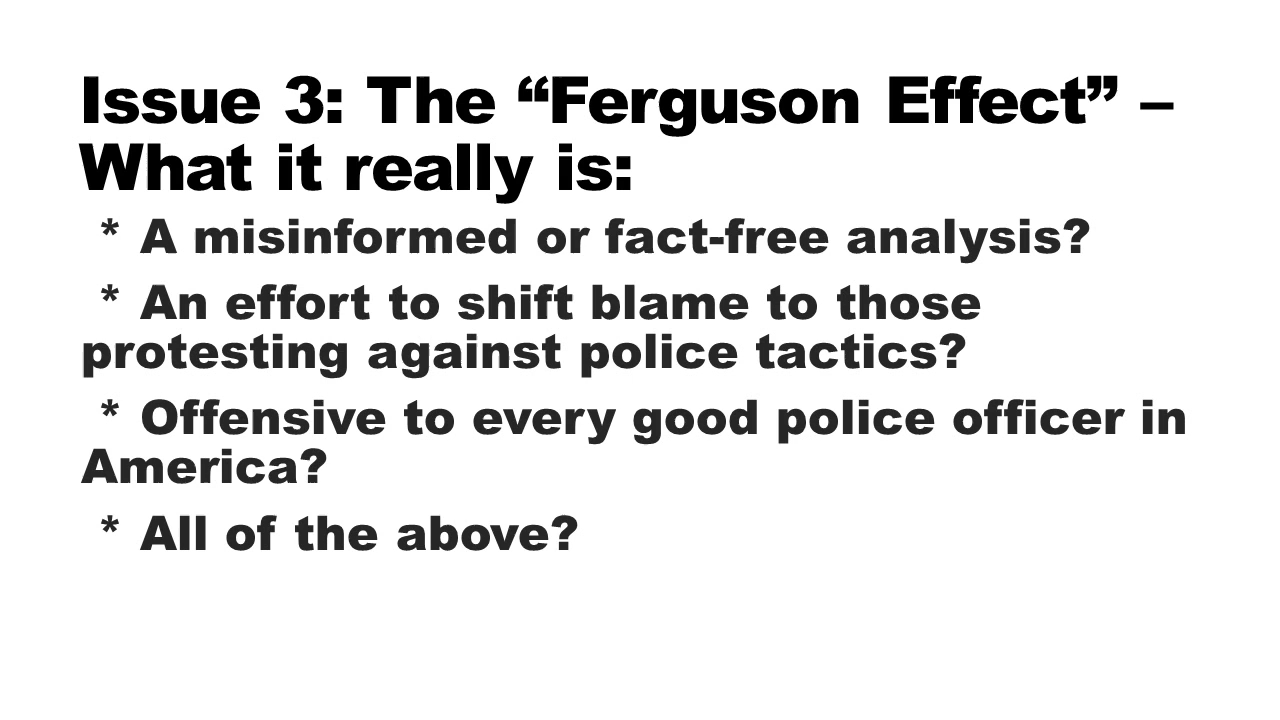 Issue 3: The “Ferguson Effect” –
What it really is:
* A misinformed or fact-free analysis?
* An effort to shift blame to those
protesting against police tactics?
* Offensive to every good police officer in
America?
* All of the above?